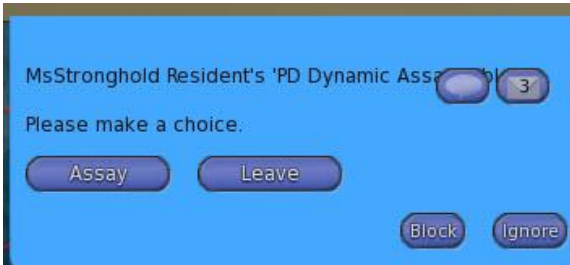 MsStronghold Resident's 'PD Dynamic
3
Please make a choice.
Assay Leave
Block Ignore